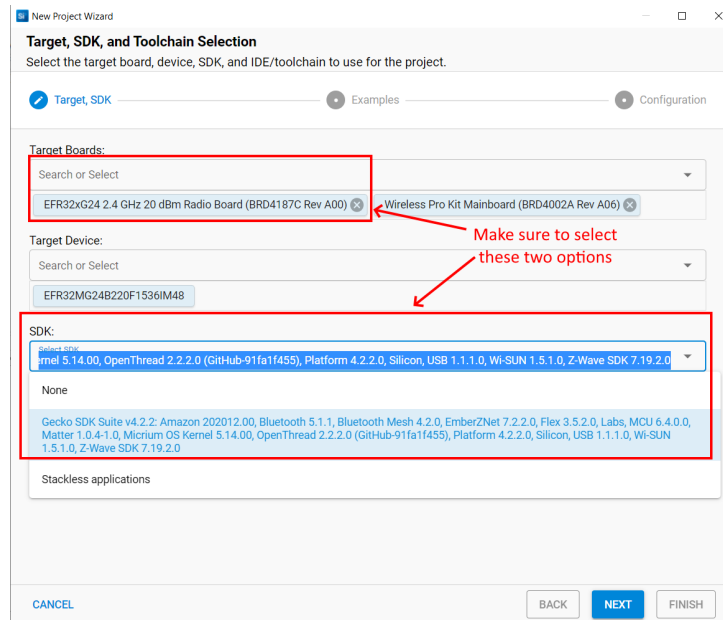 New Project Wizard
Target, SDK, and Toolchain Selection
Select the target board, device, SDK, and IDE/toolchain to use for the project.
Target, SDK
Examples
Configuration
Target Boards:
Search or Select
EFR32xG24 2.4 GHz 20 dBm Radio Board (BRD4187C Rev A00)
Wireless Pro Kit Mainboard (BRD4002A Rev A06)
Make sure to select
these two options
Target Device:
Search or Select
EFR32MG24B220F1536IM48
SDK:
Select SDK
ernel 5.14.00, OpenThread 2.2.2.0 (GitHub-91fa1f455), Platform 4.2.2.0, Silicon, USB 1.1.1.0, Wi-SUN 1.5.1.0, Z-Wave SDK 7.19.2.0
None
Gecko SDK Suite v4.2.2: Amazon 202012.00, Bluetooth 5.1.1, Bluetooth Mesh 4.2.0, EmberZNet 7.2.2.0, Flex 3.5.2.0, Labs, MCU 6.4.0.0,
Matter 1.0.4-1.0, Micrium OS Kernel 5.14.00, OpenThread 2.2.2.0 (GitHub-91fa1f455), Platform 4.2.2.0, Silicon, USB 1.1.1.0, Wi-SUN
1.5.1.0, Z-Wave SDK 7.19.2.0
Stackless applications
CANCEL
BACK
NEXT
FINISH